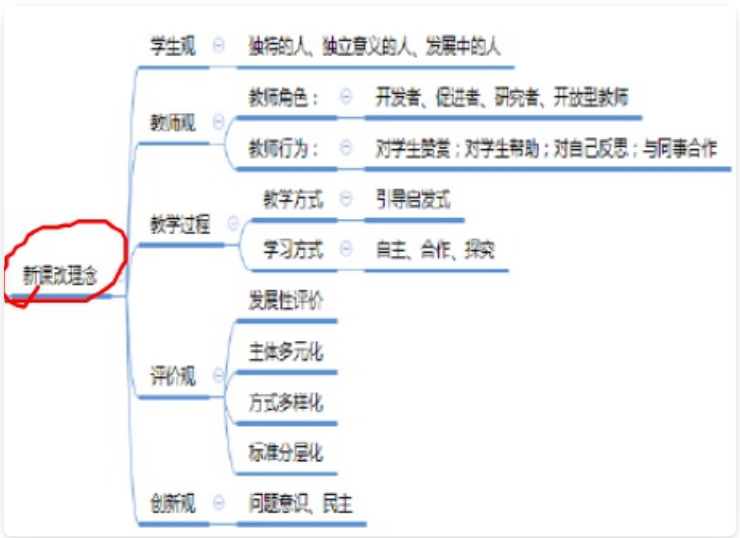 学生观 独特的人、独立意义的人、发展中的人
教师观
教师角色： 开发者、促进者、研究者、开放型教师
教师行为： 对学生赞赏；对学生帮助；对自己反思；与同事合作
教学过程
教学方式 引导启发式
学习方式 自主、合作、探究
新课改理念
评价观
发展性评价
主体多元化
方式多样化
标准分层化
创新观 问题意识、民主